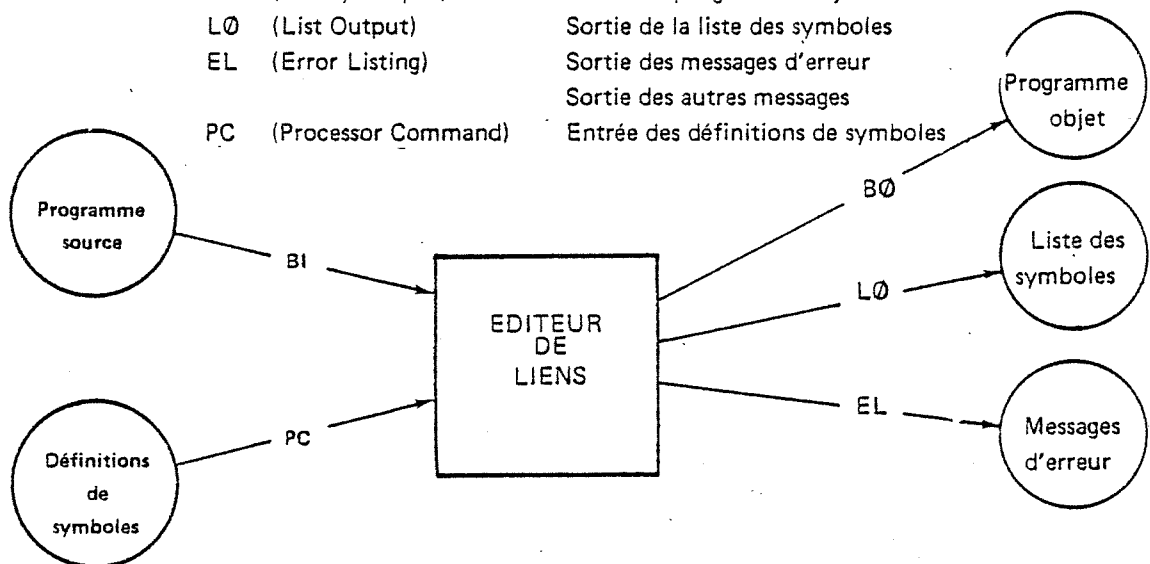 LØ (List Output) Sortie de la liste des symboles
EL (Error Listing) Sortie des messages d'erreur
Sortie des autres messages
PC (Processor Command) Entrée des définitions de symboles
Programme
objet
BØ
Programme
source
BI
Liste des
symboles
LØ
EDITEUR
DE
LIENS
EL
Messages
d'erreur
PC
Définitions
de
symboles